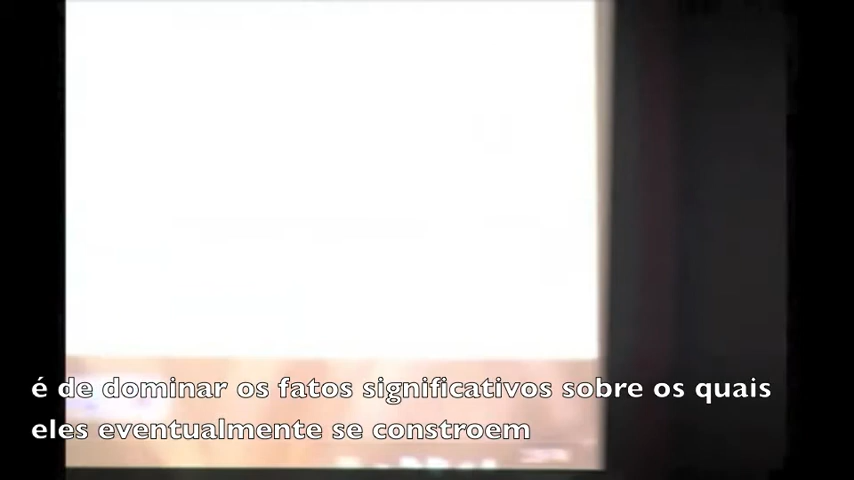 é de dominar os fatos significativos sobre os quais
eles eventualmente se constroem